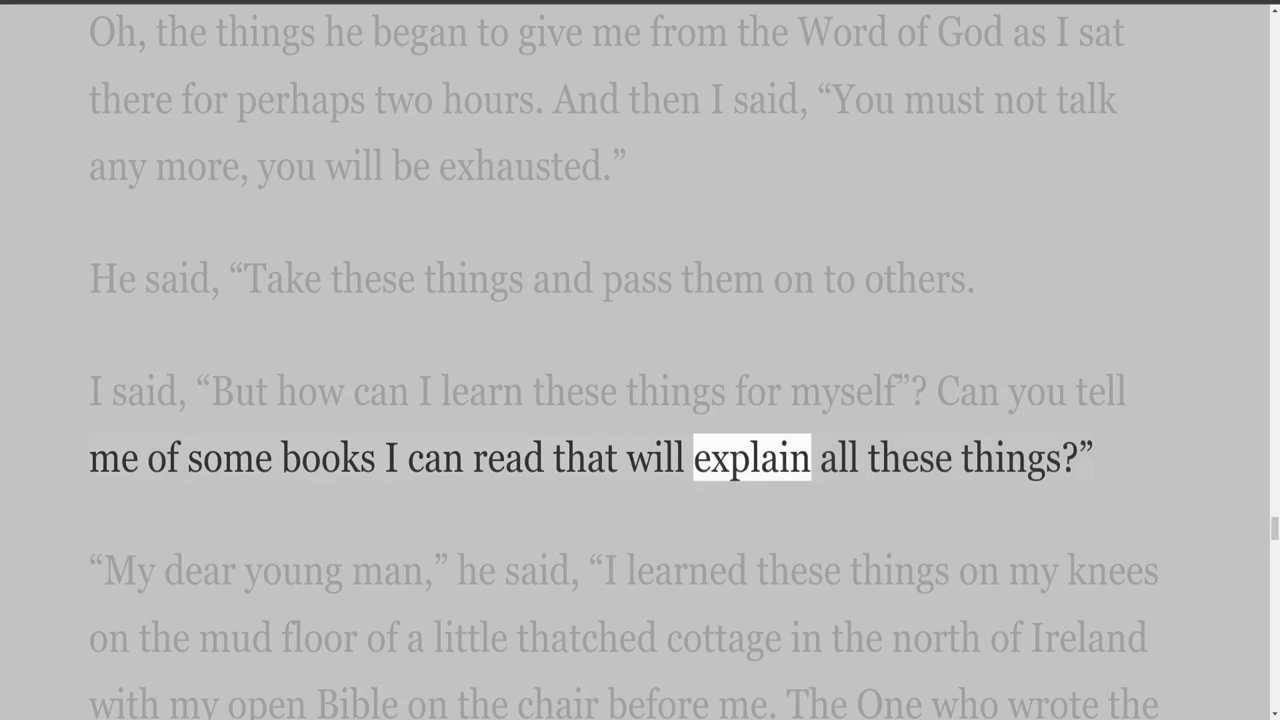 Oh, the things he began to give me from the Word of God as I sat
there for perhaps two hours. And then I said, “You must not talk
any more, you will be exhausted.”
He said, “Take these things and pass them on to others.
I said, “But how can I learn these things for myself”? Can you tell
me of some books I can read that will explain all these things?”
“My dear young man,” he said, “I learned these things on my knees
on the mud floor of a little thatched cottage in the north of Ireland
with my open Bible on the chair before me. The One who wrote the